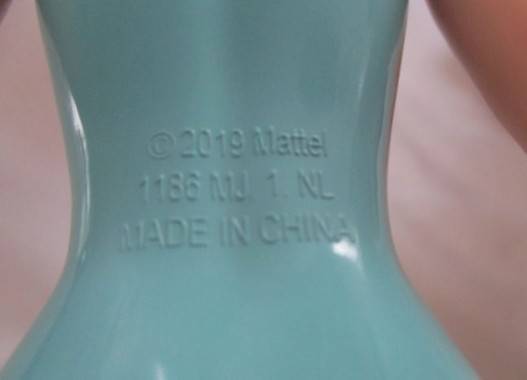 ©2019 Mattel
1186 MJ. 1. NL
MADE IN CHINA